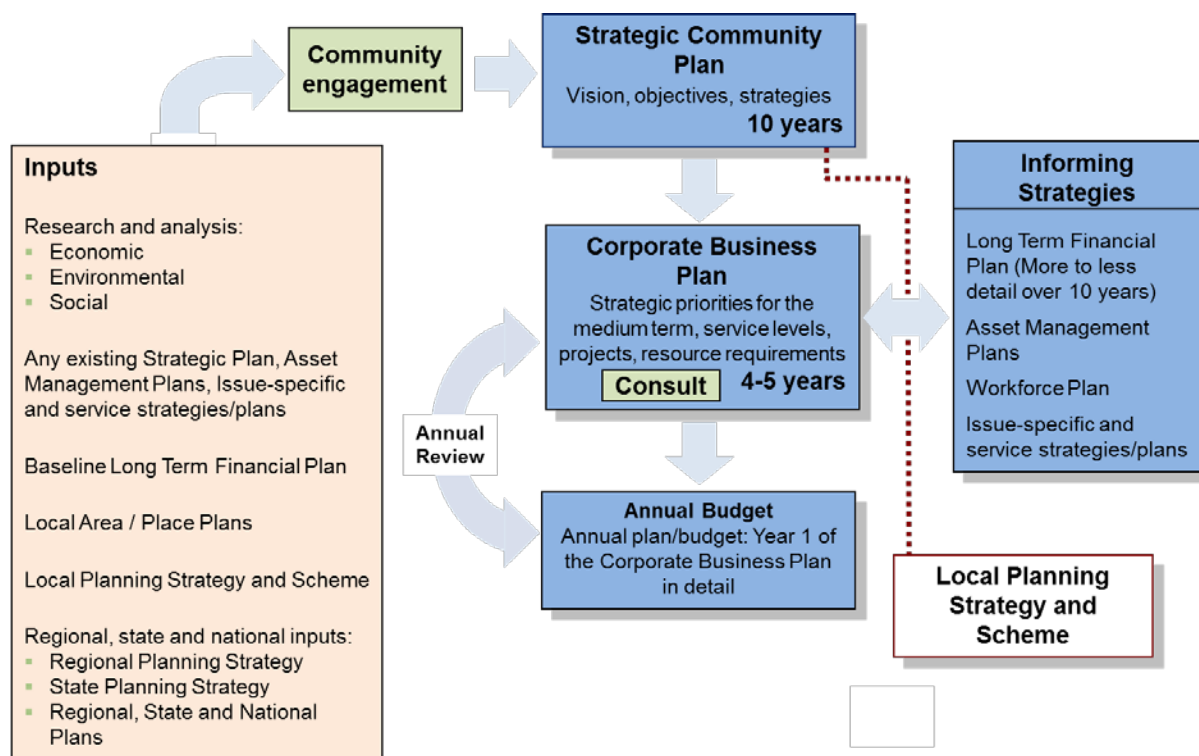 Community
engagement
Strategic Community
Plan
Vision, objectives, strategies
10 years
Inputs
Research and analysis:
Economic
Environmental
Social
Any existing Strategic Plan, Asset
Management Plans, Issue-specific
and service strategies/plans
Baseline Long Term Financial Plan
Local Area / Place Plans
Local Planning Strategy and Scheme
Regional, state and national inputs:
Regional Planning Strategy
State Planning Strategy
Regional, State and National
Plans
Corporate Business
Plan
Strategic priorities for the
medium term, service levels,
projects, resource requirements
Consult 4-5 years
Annual
Review
Annual Budget
Annual plan/budget: Year 1 of
the Corporate Business Plan
in detail
Informing
Strategies
Long Term Financial
Plan (More to less
detail over 10 years)
Asset Management
Plans
Workforce Plan
Issue-specific and
service strategies/plans
Local Planning
Strategy and
Scheme